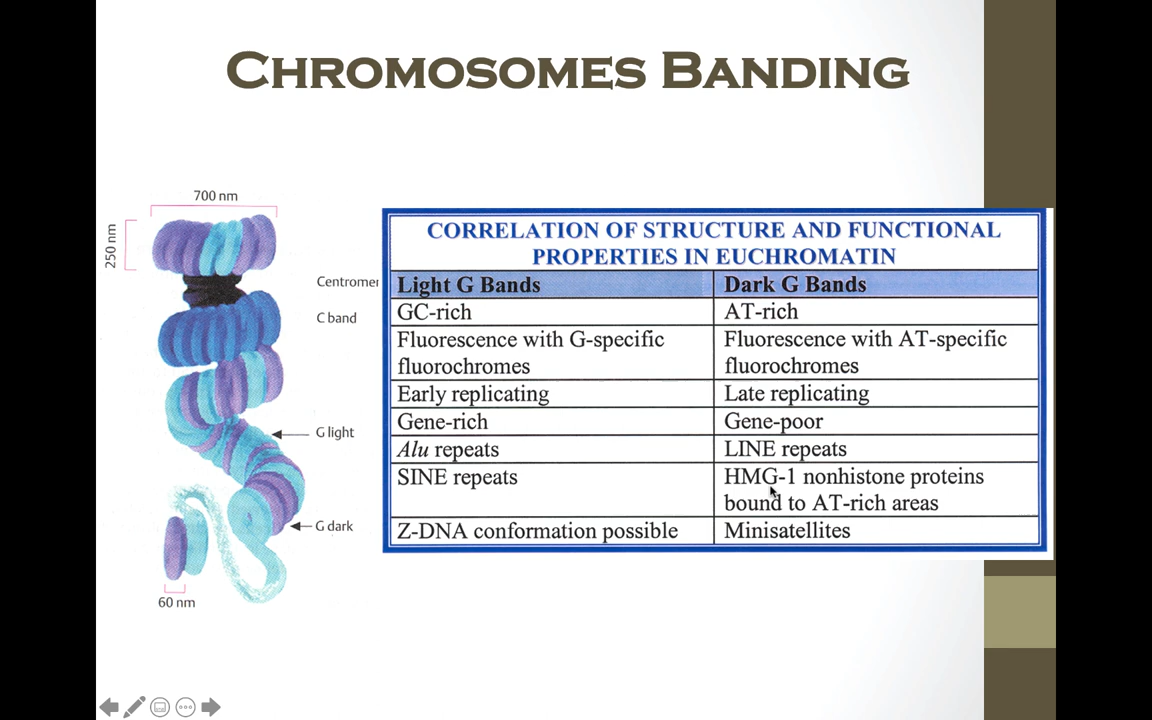 CHROMOSOMES BANDING
700 nm
250 nm
Centromer
C band
G light
G dark
60 nm
CORRELATION OF STRUCTURE AND FUNCTIONAL
PROPERTIES IN EUCHROMATIN
Light G Bands
Dark G Bands
GC-rich
AT-rich
Fluorescence with G-specific
fluorochromes
Fluorescence with AT-specific
fluorochromes
Early replicating
Late replicating
Gene-rich
Gene-poor
Alu repeats
LINE repeats
SINE repeats
HMG-1 nonhistone proteins
bound to AT-rich areas
Z-DNA conformation possible
Minisatellites